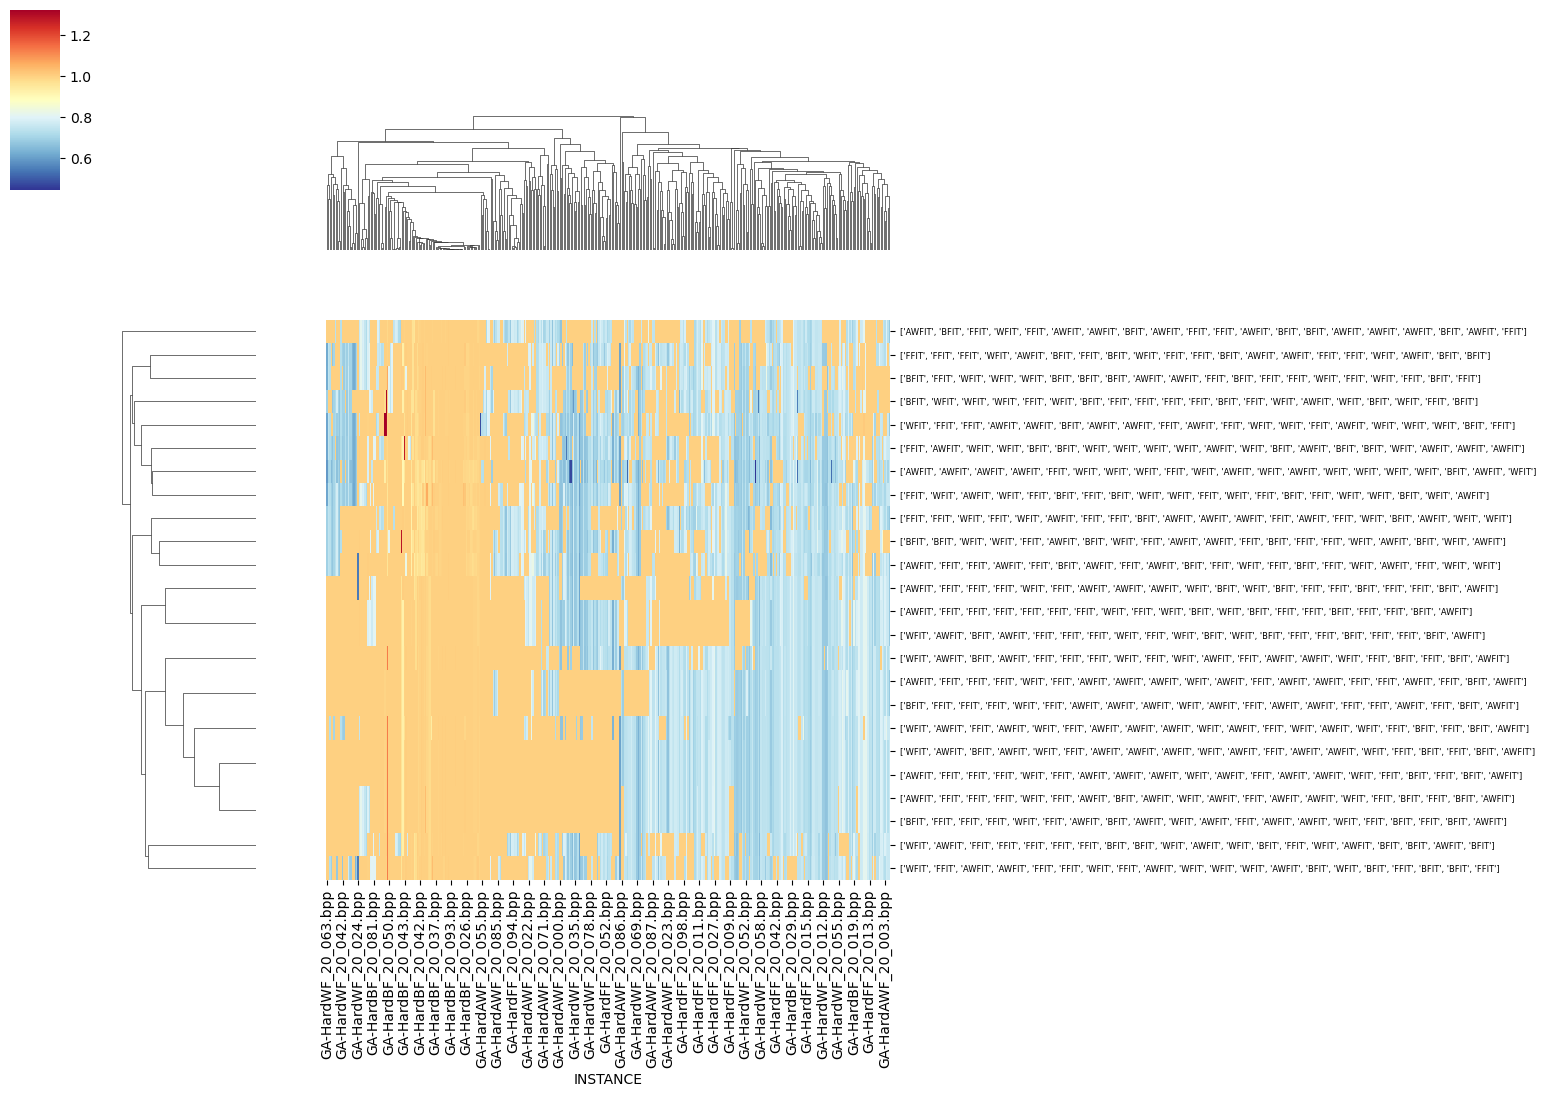 1.2
1.0
0.8
0.6
['AWFIT', 'BFIT', 'FFIT', 'WFIT', 'FFIT', 'AWFIT', 'AWFIT', 'BFIT', 'AWFIT', 'FFIT', 'FFIT', 'AWFIT', 'BFIT', 'BFIT', 'AWFIT', 'AWFIT', 'AWFIT', 'BFIT', 'AWFIT', 'FFIT']
['FFIT', 'FFIT', 'FFIT', 'WFIT', 'AWFIT', 'BFIT', 'FFIT', 'BFIT', 'WFIT', 'FFIT', 'FFIT', 'BFIT', 'AWFIT', 'AWFIT', 'FFIT', 'FFIT', 'WFIT', 'AWFIT', 'BFIT', 'BFIT']
['BFIT', 'FFIT', 'WFIT', 'WFIT', 'WFIT', 'BFIT', 'BFIT', 'BFIT', 'AWFIT', 'AWFIT', 'FFIT', 'BFIT', 'FFIT', 'FFIT', 'WFIT', 'FFIT', 'WFIT', 'FFIT', 'BFIT', 'FFIT']
['BFIT', 'WFIT', 'WFIT', 'WFIT', 'FFIT', 'WFIT', 'BFIT', 'FFIT', 'FFIT', 'FFIT', 'FFIT', 'BFIT', 'FFIT', 'WFIT', 'AWFIT', 'WFIT', 'BFIT', 'WFIT', 'FFIT', 'BFIT']
['WFIT', 'FFIT', 'FFIT', 'AWFIT', 'AWFIT', 'BFIT', 'AWFIT', 'AWFIT', 'FFIT', 'AWFIT', 'FFIT', 'WFIT', 'WFIT', 'FFIT', 'AWFIT', 'WFIT', 'WFIT', 'WFIT', 'BFIT', 'FFIT']
['FFIT', 'AWFIT', 'WFIT', 'WFIT', 'BFIT', 'BFIT', 'WFIT', 'WFIT', 'WFIT', 'WFIT', 'AWFIT', 'WFIT', 'BFIT', 'AWFIT', 'BFIT', 'BFIT', 'WFIT', 'AWFIT', 'AWFIT', 'AWFIT']
['AWFIT', 'AWFIT', 'AWFIT', 'AWFIT', 'FFIT', 'WFIT', 'WFIT', 'WFIT', 'FFIT', 'WFIT', 'AWFIT', 'WFIT', 'AWFIT', 'WFIT', 'WFIT', 'WFIT', 'WFIT', 'BFIT', 'AWFIT', 'WFIT']
['FFIT', 'WFIT', 'AWFIT', 'WFIT', 'FFIT', 'BFIT', 'FFIT', 'BFIT', 'WFIT', 'WFIT', 'FFIT', 'WFIT', 'FFIT', 'BFIT', 'FFIT', 'WFIT', 'WFIT', 'BFIT', 'WFIT', 'AWFIT']
['FFIT', 'FFIT', 'WFIT', 'FFIT', 'WFIT', 'AWFIT', 'FFIT', 'FFIT', 'BFIT', 'AWFIT', 'AWFIT', 'AWFIT', 'FFIT', 'AWFIT', 'FFIT', 'WFIT', 'BFIT', 'AWFIT', 'WFIT', 'WFIT']
['BFIT', 'BFIT', 'WFIT', 'WFIT', 'FFIT', 'AWFIT', 'BFIT', 'WFIT', 'FFIT', 'AWFIT', 'AWFIT', 'FFIT', 'BFIT', 'FFIT', 'FFIT', 'WFIT', 'AWFIT', 'BFIT', 'WFIT', 'AWFIT']
['AWFIT', 'FFIT', 'FFIT', 'AWFIT', 'FFIT', 'BFIT', 'AWFIT', 'FFIT', 'AWFIT', 'BFIT', 'FFIT', 'WFIT', 'FFIT', 'BFIT', 'FFIT', 'WFIT', 'AWFIT', 'FFIT', 'WFIT', 'WFIT']
['AWFIT', 'FFIT', 'FFIT', 'FFIT', 'WFIT', 'FFIT', 'AWFIT', 'AWFIT', 'AWFIT', 'AWFIT', 'WFIT', 'BFIT', 'WFIT', 'BFIT', 'FFIT', 'FFIT', 'BFIT', 'FFIT', 'FFIT', 'BFIT', 'AWFIT']
['AWFIT', 'FFIT', 'FFIT', 'FFIT', 'FFIT', 'FFIT', 'FFIT', 'WFIT', 'FFIT', 'WFIT', 'BFIT', 'WFIT', 'BFIT', 'FFIT', 'FFIT', 'BFIT', 'FFIT', 'FFIT', 'BFIT', 'AWFIT']
['WFIT', 'AWFIT', 'BFIT', 'AWFIT', 'FFIT', 'FFIT', 'FFIT', 'WFIT', 'FFIT', 'WFIT', 'BFIT', 'WFIT', 'BFIT', 'FFIT', 'FFIT', 'BFIT', 'FFIT', 'FFIT', 'BFIT', 'AWFIT']
['WFIT', 'AWFIT', 'BFIT', 'AWFIT', 'FFIT', 'FFIT', 'FFIT', 'WFIT', 'FFIT', 'WFIT', 'AWFIT', 'FFIT', 'AWFIT', 'AWFIT', 'WFIT', 'FFIT', 'BFIT', 'FFIT', 'BFIT', 'AWFIT']
['AWFIT', 'FFIT', 'FFIT', 'FFIT', 'WFIT', 'FFIT', 'AWFIT', 'AWFIT', 'AWFIT', 'WFIT', 'AWFIT', 'FFIT', 'AWFIT', 'AWFIT', 'FFIT', 'FFIT', 'AWFIT', 'FFIT', 'BFIT', 'AWFIT']
['BFIT', 'FFIT', 'FFIT', 'FFIT', 'WFIT', 'FFIT', 'AWFIT', 'AWFIT', 'AWFIT', 'WFIT', 'AWFIT', 'FFIT', 'AWFIT', 'AWFIT', 'FFIT', 'FFIT', 'AWFIT', 'FFIT', 'BFIT', 'AWFIT']
['WFIT', 'AWFIT', 'FFIT', 'AWFIT', 'WFIT', 'FFIT', 'AWFIT', 'AWFIT', 'AWFIT', 'AWFIT', 'WFIT', 'AWFIT', 'FFIT', 'WFIT', 'AWFIT', 'WFIT', 'FFIT', 'BFIT', 'FFIT', 'BFIT', 'AWFIT']
['WFIT', 'AWFIT', 'BFIT', 'AWFIT', 'WFIT', 'FFIT', 'AWFIT', 'AWFIT', 'AWFIT', 'WFIT', 'AWFIT', 'FFIT', 'AWFIT', 'AWFIT', 'WFIT', 'FFIT', 'BFIT', 'FFIT', 'BFIT', 'AWFIT']
['AWFIT', 'FFIT', 'FFIT', 'FFIT', 'WFIT', 'FFIT', 'AWFIT', 'AWFIT', 'AWFIT', 'WFIT', 'AWFIT', 'FFIT', 'AWFIT', 'AWFIT', 'WFIT', 'FFIT', 'BFIT', 'FFIT', 'BFIT', 'AWFIT']
['AWFIT', 'FFIT', 'FFIT', 'FFIT', 'WFIT', 'FFIT', 'AWFIT', 'BFIT', 'AWFIT', 'WFIT', 'AWFIT', 'FFIT', 'AWFIT', 'AWFIT', 'WFIT', 'FFIT', 'BFIT', 'FFIT', 'BFIT', 'AWFIT']
['BFIT', 'FFIT', 'FFIT', 'FFIT', 'WFIT', 'FFIT', 'AWFIT', 'BFIT', 'AWFIT', 'WFIT', 'AWFIT', 'FFIT', 'AWFIT', 'AWFIT', 'WFIT', 'FFIT', 'BFIT', 'FFIT', 'BFIT', 'AWFIT']
['WFIT', 'AWFIT', 'FFIT', 'FFIT', 'FFIT', 'FFIT', 'FFIT', 'BFIT', 'BFIT', 'WFIT', 'AWFIT', 'WFIT', 'BFIT', 'FFIT', 'WFIT', 'AWFIT', 'BFIT', 'BFIT', 'AWFIT', 'BFIT']
['WFIT', 'FFIT', 'AWFIT', 'AWFIT', 'FFIT', 'FFIT', 'WFIT', 'FFIT', 'AWFIT', 'WFIT', 'WFIT', 'WFIT', 'AWFIT', 'BFIT', 'WFIT', 'BFIT', 'FFIT', 'BFIT', 'BFIT', 'FFIT']
GA-HardWF_20_063.bpp
GA-HardWF_20_042.bpp
GA-HardWF_20_024.bpp
GA-HardBF_20_081.bpp
GA-HardBF_20_050.bpp
GA-HardBF_20_043.bpp
GA-HardBF_20_042.bpp
GA-HardBF_20_037.bpp
GA-HardBF_20_093.bpp
GA-HardBF_20_026.bpp
GA-HardAWF_20_055.bpp
GA-HardAWF_20_085.bpp
GA-HardFF_20_094.bpp
GA-HardAWF_20_022.bpp
GA-HardAWF_20_071.bpp
GA-HardAWF_20_000.bpp
GA-HardWF_20_035.bpp
GA-HardWF_20_078.bpp
GA-HardFF_20_052.bpp
GA-HardAWF_20_086.bpp
GA-HardWF_20_069.bpp
GA-HardAWF_20_087.bpp
GA-HardAWF_20_023.bpp
GA-HardFF_20_098.bpp
GA-HardFF_20_011.bpp
GA-HardFF_20_027.bpp
GA-HardFF_20_009.bpp
GA-HardWF_20_052.bpp
GA-HardWF_20_058.bpp
GA-HardFF_20_042.bpp
GA-HardBF_20_029.bpp
GA-HardFF_20_015.bpp
GA-HardWF_20_012.bpp
GA-HardWF_20_055.bpp
GA-HardBF_20_019.bpp
GA-HardFF_20_013.bpp
GA-HardAWF_20_003.bpp
INSTANCE